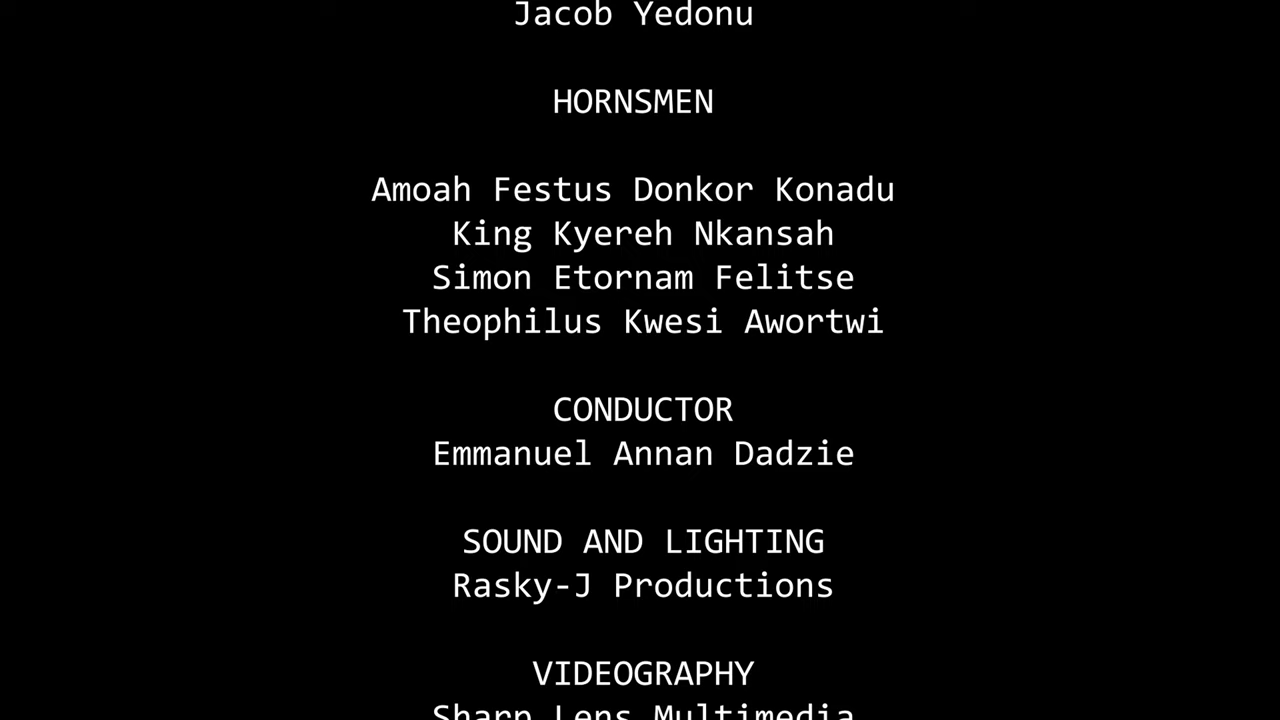 Jacob Yedonu
HORNSMEN
Amoah Festus Donkor Konadu
King Kyereh Nkansah
Simon Etornam Felitse
Theophilus Kwesi Awortwi
CONDUCTOR
Emmanuel Annan Dadzie
SOUND AND LIGHTING
Rasky-J Productions
VIDEOGRAPHY
Sharp Lens Multimedia